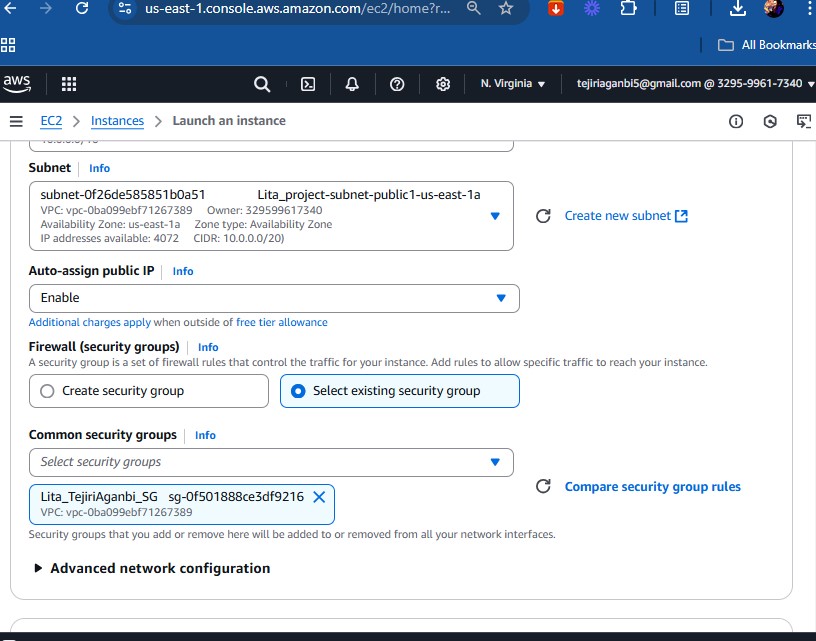 us-east-1.console.aws.amazon.com/ec2/home?r...
All Bookmarks
aws
N. Virginia
tejiriaganbi5@gmail.com @ 3295-9961-7340
EC2 > Instances > Launch an instance
Subnet Info
subnet-0f26de585851b0a51 Lita_project-subnet-public1-us-east-1a
VPC: vpc-0ba099ebf71267389 Owner: 329599617340
Availability Zone: us-east-1a Zone type: Availability Zone
IP addresses available: 4072 CIDR: 10.0.0.0/20)
Create new subnet
Auto-assign public IP Info
Enable
Additional charges apply when outside of free tier allowance
Firewall (security groups) Info
A security group is a set of firewall rules that control the traffic for your instance. Add rules to allow specific traffic to reach your instance.
Create security group
Select existing security group
Common security groups Info
Select security groups
Lita_TejiriAganbi_SG sg-0f501888ce3df9216
VPC: vpc-0ba099ebf71267389
Compare security group rules
Security groups that you add or remove here will be added to or removed from all your network interfaces.
Advanced network configuration